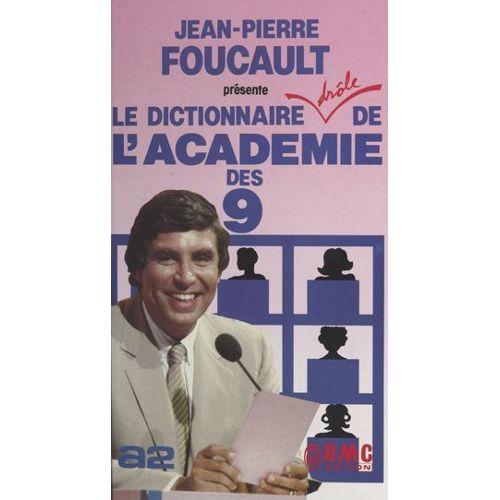 JEAN-PIERRE
FOUCAULT
présente
drôle
LE DICTIONNAIRE DE
L'ACADEMIE
DES
9
a2
RMC
EDITION